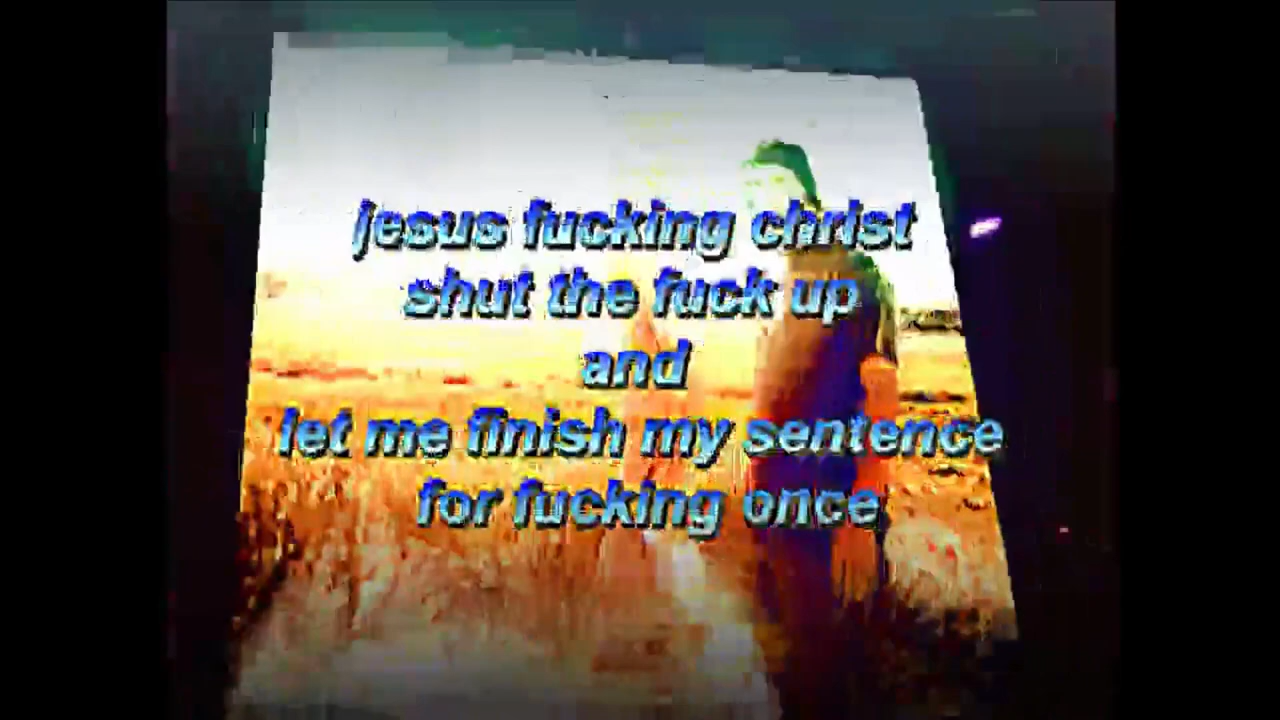 jesus fucking christ
shut the fuck up
and
let me finish my sentence
for fucking once